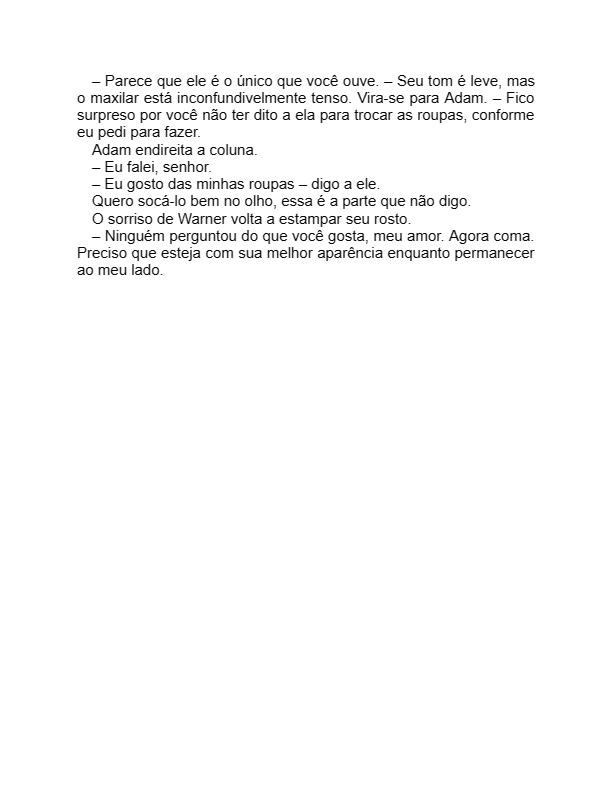 – Parece que ele é o único que você ouve. – Seu tom é leve, mas
o maxilar está inconfundivelmente tenso. Vira-se para Adam. – Fico
surpreso por você não ter dito a ela para trocar as roupas, conforme
eu pedi para fazer.
Adam endireita a coluna.
– Eu falei, senhor.
– Eu gosto das minhas roupas – digo a ele.
Quero socá-lo bem no olho, essa é a parte que não digo.
O sorriso de Warner volta a estampar seu rosto.
– Ninguém perguntou do que você gosta, meu amor. Agora coma.
Preciso que esteja com sua melhor aparência enquanto permanecer
ao meu lado.